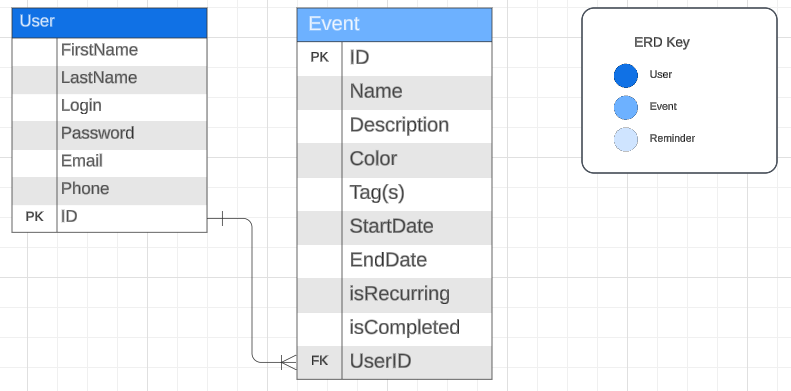 User
FirstName
LastName
Login
Password
Email
Phone
PK ID
Event
PK ID
Name
Description
Color
Tag(s)
StartDate
EndDate
isRecurring
isCompleted
FK UserID
ERD Key
User
Event
Reminder